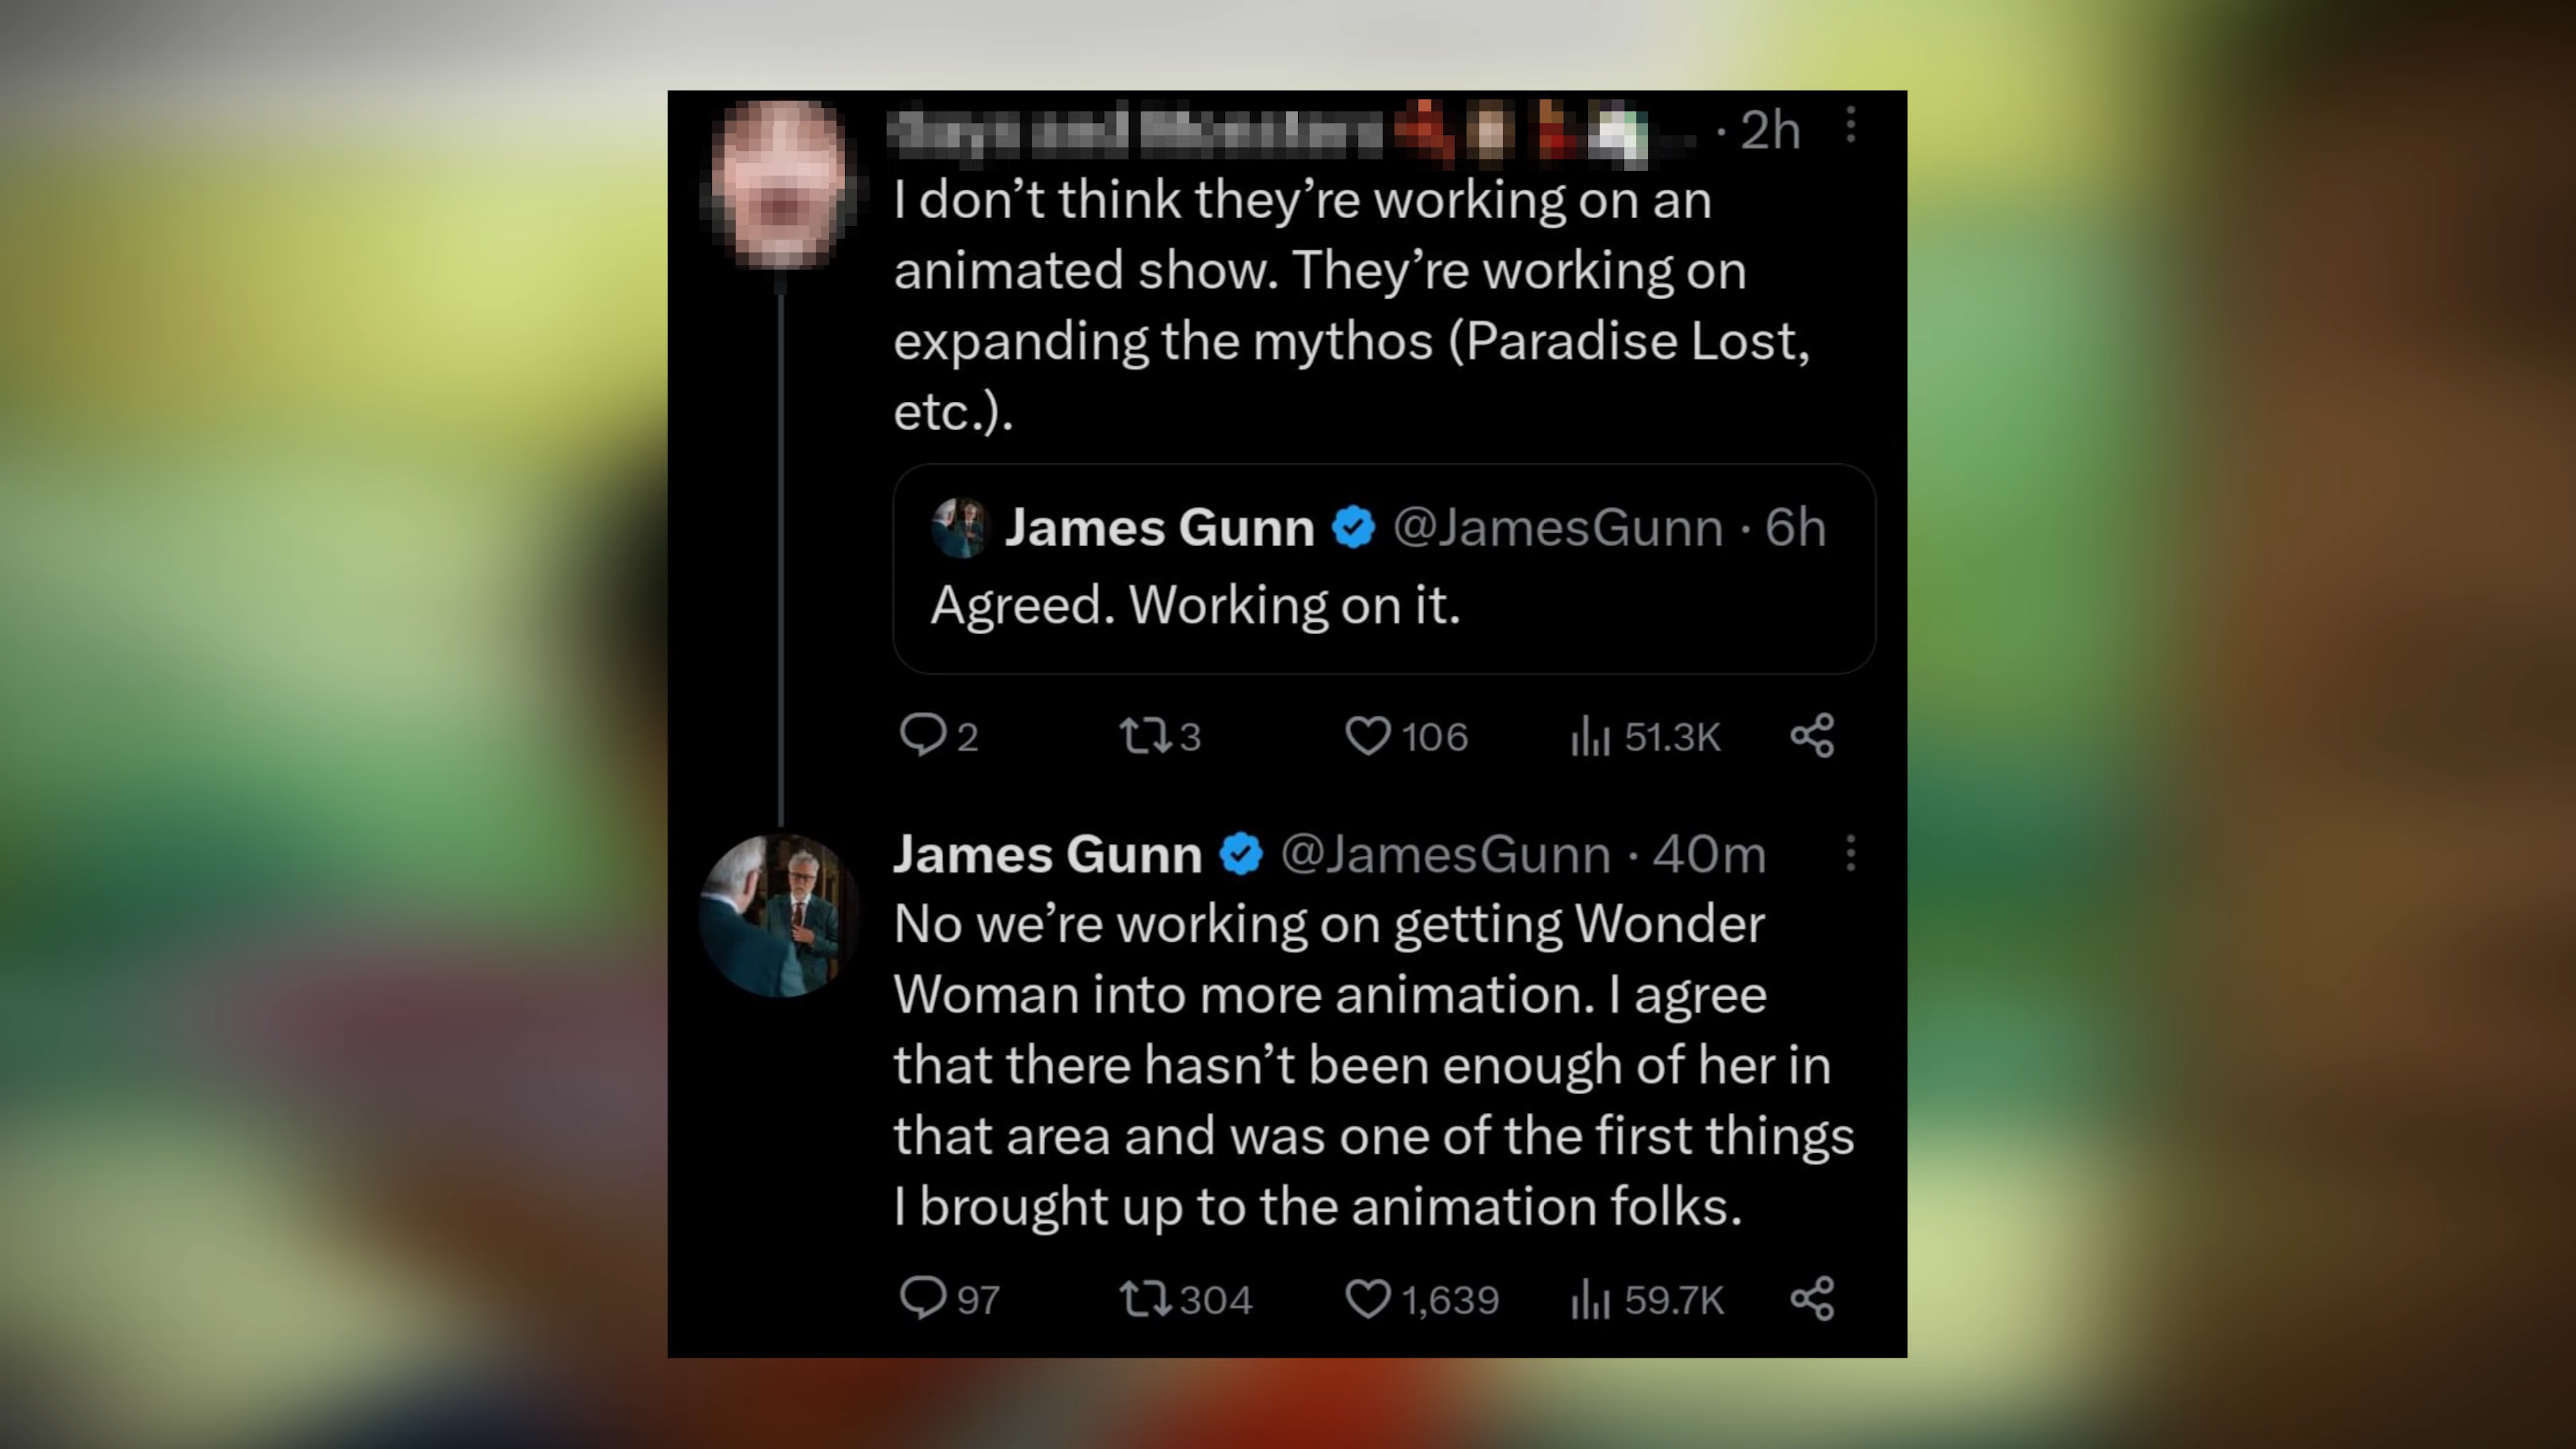 · 2h
I don’t think they’re working on an
animated show. They’re working on
expanding the mythos (Paradise Lost,
etc.).
James Gunn @JamesGunn · 6h
Agreed. Working on it.
2 3 106 51.3K
James Gunn @JamesGunn · 40m
No we’re working on getting Wonder
Woman into more animation. I agree
that there hasn’t been enough of her in
that area and was one of the first things
I brought up to the animation folks.
97 304 1,639 59.7K